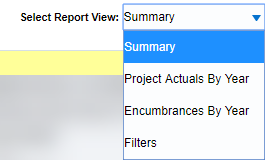 Select Report View: Summary
Summary
Project Actuals By Year
Encumbrances By Year
Filters